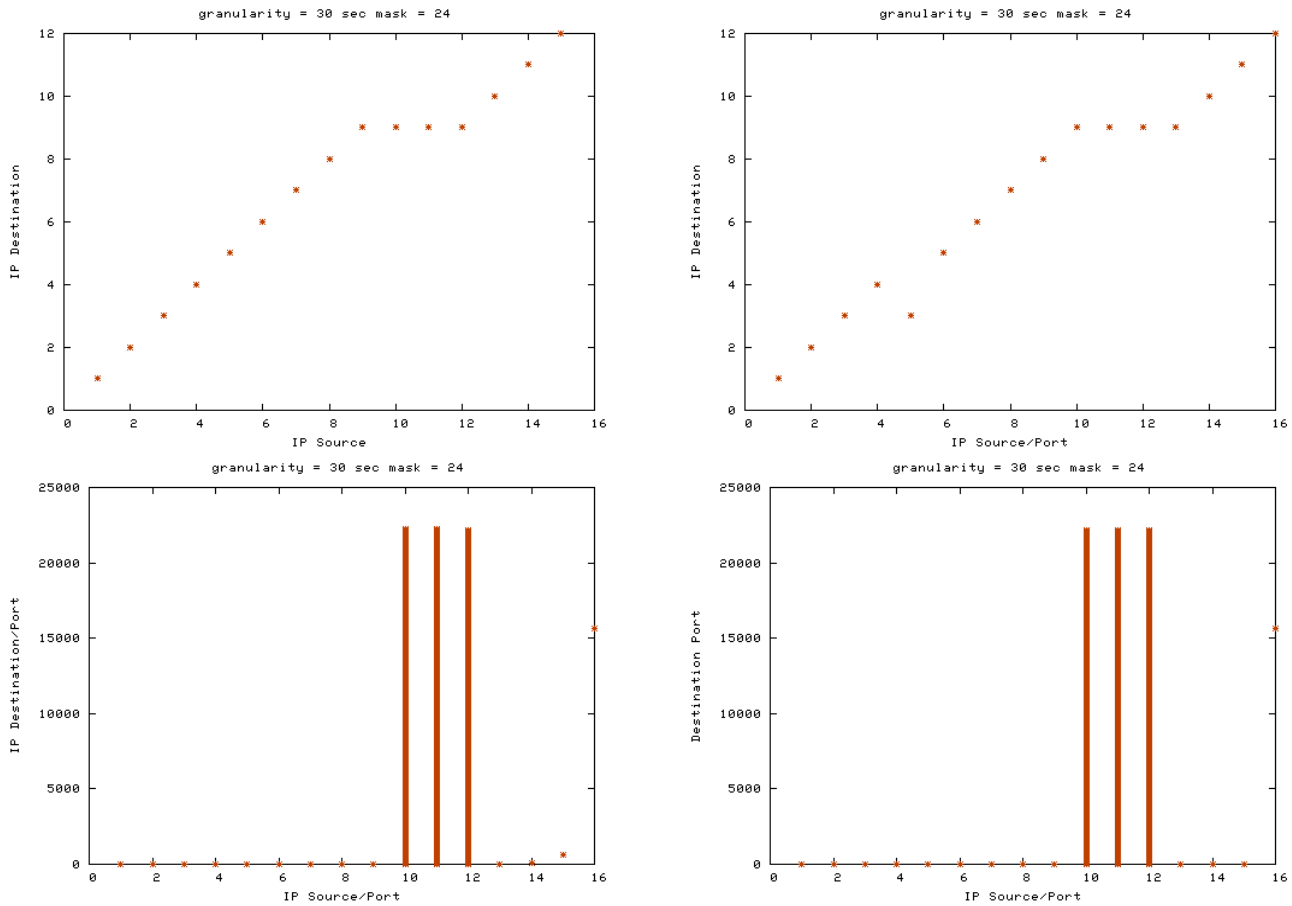 granularity = 30 sec mask = 24
12
10
8
6
4
2
0
IP Destination
0 2 4 6 8 10 12 14 16
IP Source
granularity = 30 sec mask = 24
12
10
8
6
4
2
0
IP Destination
0 2 4 6 8 10 12 14 16
IP Source/Port
granularity = 30 sec mask = 24
25000
20000
15000
10000
5000
0
IP Destination/Port
0 2 4 6 8 10 12 14 16
IP Source/Port
granularity = 30 sec mask = 24
25000
20000
15000
10000
5000
0
Destination Port
0 2 4 6 8 10 12 14 16
IP Source/Port